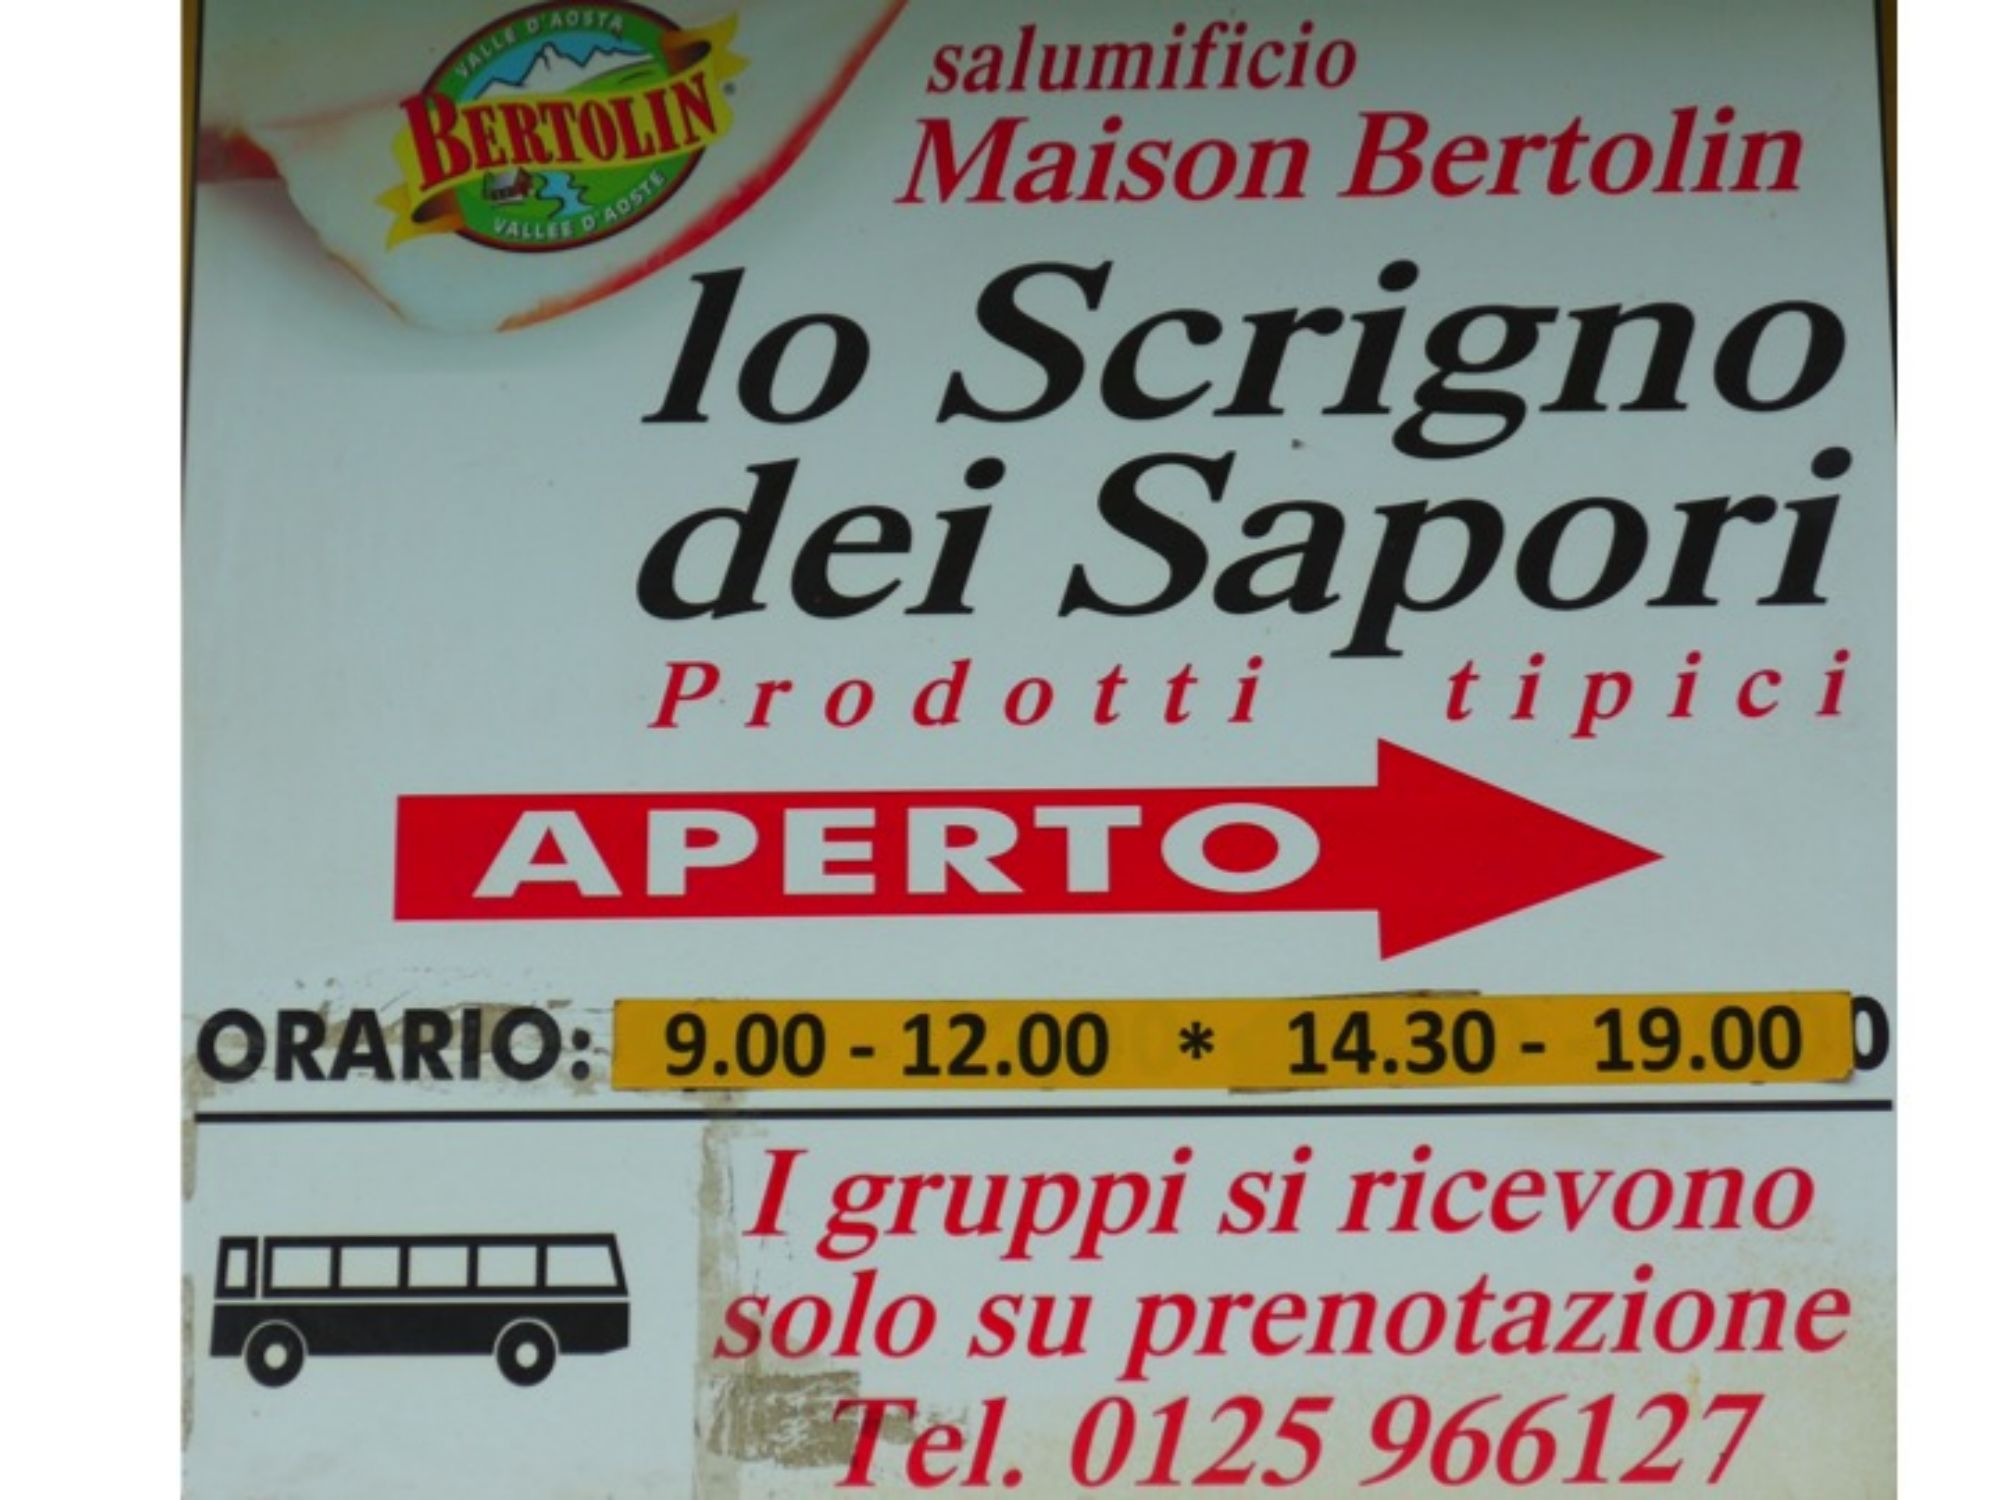 VALLE D'AOSTA
BERTOLIN
VALLÉE D'AOSTE
salumificio
Maison Bertolin
lo Scrigno
dei Sapori
Prodotti tipici
APERTO
ORARIO: 9.00 - 12.00 * 14.30 - 19.00 0
I gruppi si ricevono
solo su prenotazione
Tel. 0125 966127